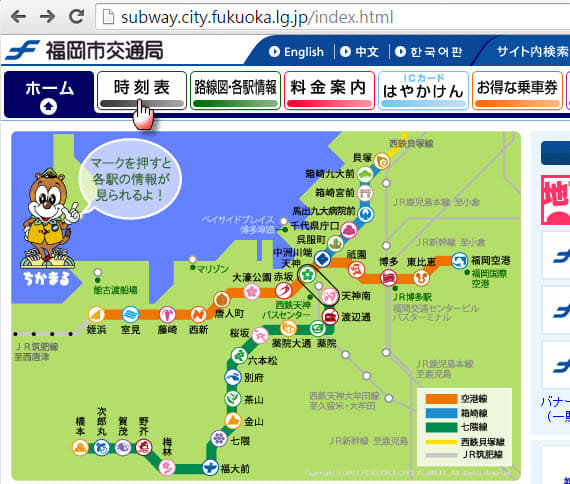 subway.city.fukuoka.lg.jp/index.html
福岡市交通局
English
中文
한국어판
サイト内検索
ホーム
時刻表
路線図・各駅情報
料金案内
ICカード
はやかけん
お得な乗車券
マークを押すと
各駅の情報が
見られるよ！
ちかまる
西鉄貝塚線
貝塚
箱崎九大前
箱崎宮前
馬出九大病院前
千代県庁口
呉服町
中洲川端
天神
祇園
博多
東比恵
福岡空港
福岡国際
空港
JR鹿児島本線 至小倉
JR新幹線 至小倉
ベイサイドプレイス
博多埠頭
マリゾン
能古渡船場
大濠公園
赤坂
西鉄天神
バスセンター
天神南
渡辺通
JR博多駅
福岡交通センタービル
バスターミナル
姪浜
室見
藤崎
西新
唐人町
JR筑肥線
至西唐津
桜坂
薬院大通
薬院
六本松
別府
茶山
金山
七隈
福大前
梅林
野芥
賀茂
次郎丸
橋本
西鉄天神大牟田線
至久留米・大牟田
JR鹿児島本線
至鹿児島
JR新幹線 至鹿児島
空港線
箱崎線
七隈線
西鉄貝塚線
JR筑肥線
地
バナー
（一